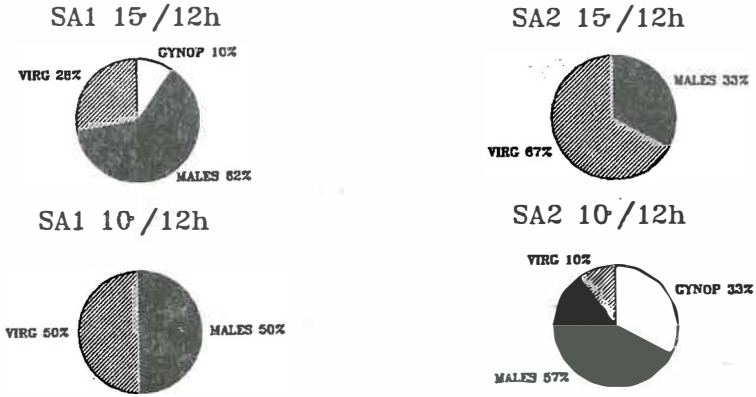 SA1 15°/12h
GYNOP 10%
VIRG 28%
MALES 62%
SA2 15°/12h
MALES 33%
VIRG 67%
SA1 10°/12h
VIRG 50%
MALES 50%
SA2 10°/12h
VIRG 10%
GYNOP 33%
MALES 57%